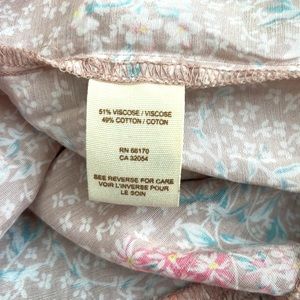 51% VISCOSE / VISCOSE
49% COTTON / COTON
RN 66170
CA 32054
SEE REVERSE FOR CARE
VOIR L'INVERSE POUR
LE SOIN